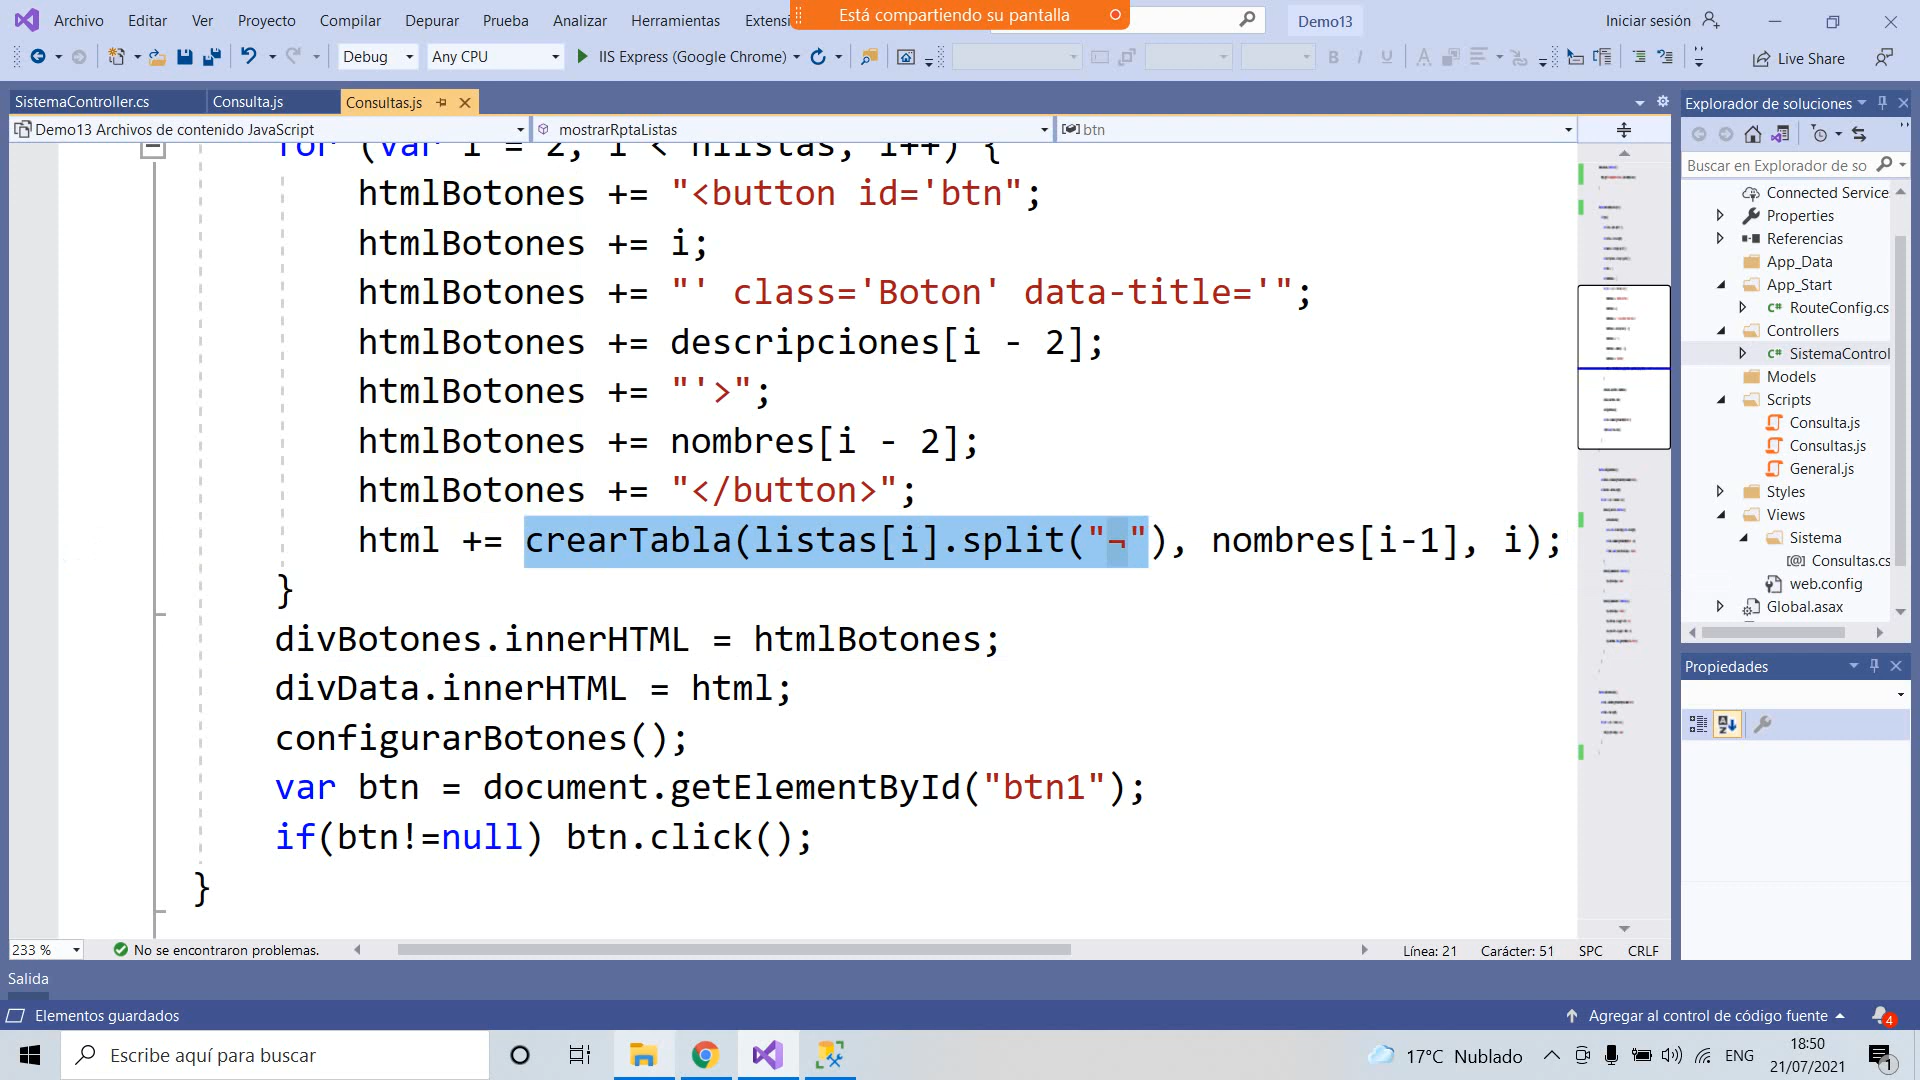 Archivo Editar Ver Proyecto Compilar Depurar Prueba Analizar Herramientas Extensi
Está compartiendo su pantalla
Demo13
Iniciar sesión
Debug Any CPU IIS Express (Google Chrome)
Live Share
SistemaController.cs Consulta.js Consultas.js
Demo13 Archivos de contenido JavaScript mostrarRptaListas btn
for (var i = 2; i < nlistas; i++) {
htmlBotones += "<button id='btn";
htmlBotones += i;
htmlBotones += "' class='Boton' data-title='";
htmlBotones += descripciones[i - 2];
htmlBotones += "'>";
htmlBotones += nombres[i - 2];
htmlBotones += "</button>";
html += crearTabla(listas[i].split("¬"), nombres[i-1], i);
}
divBotones.innerHTML = htmlBotones;
divData.innerHTML = html;
configurarBotones();
var btn = document.getElementById("btn1");
if(btn!=null) btn.click();
}
233 % No se encontraron problemas. Línea: 21 Carácter: 51 SPC CRLF
Explorador de soluciones
Buscar en Explorador de so
Connected Service
Properties
Referencias
App_Data
App_Start
C# RouteConfig.cs
Controllers
C# SistemaControl
Models
Scripts
Consulta.js
Consultas.js
General.js
Styles
Views
Sistema
[@] Consultas.cs
web.config
Global.asax
Propiedades
Salida
Elementos guardados
Agregar al control de código fuente
4
Escribe aquí para buscar
17°C Nublado
ENG
18:50
21/07/2021
1